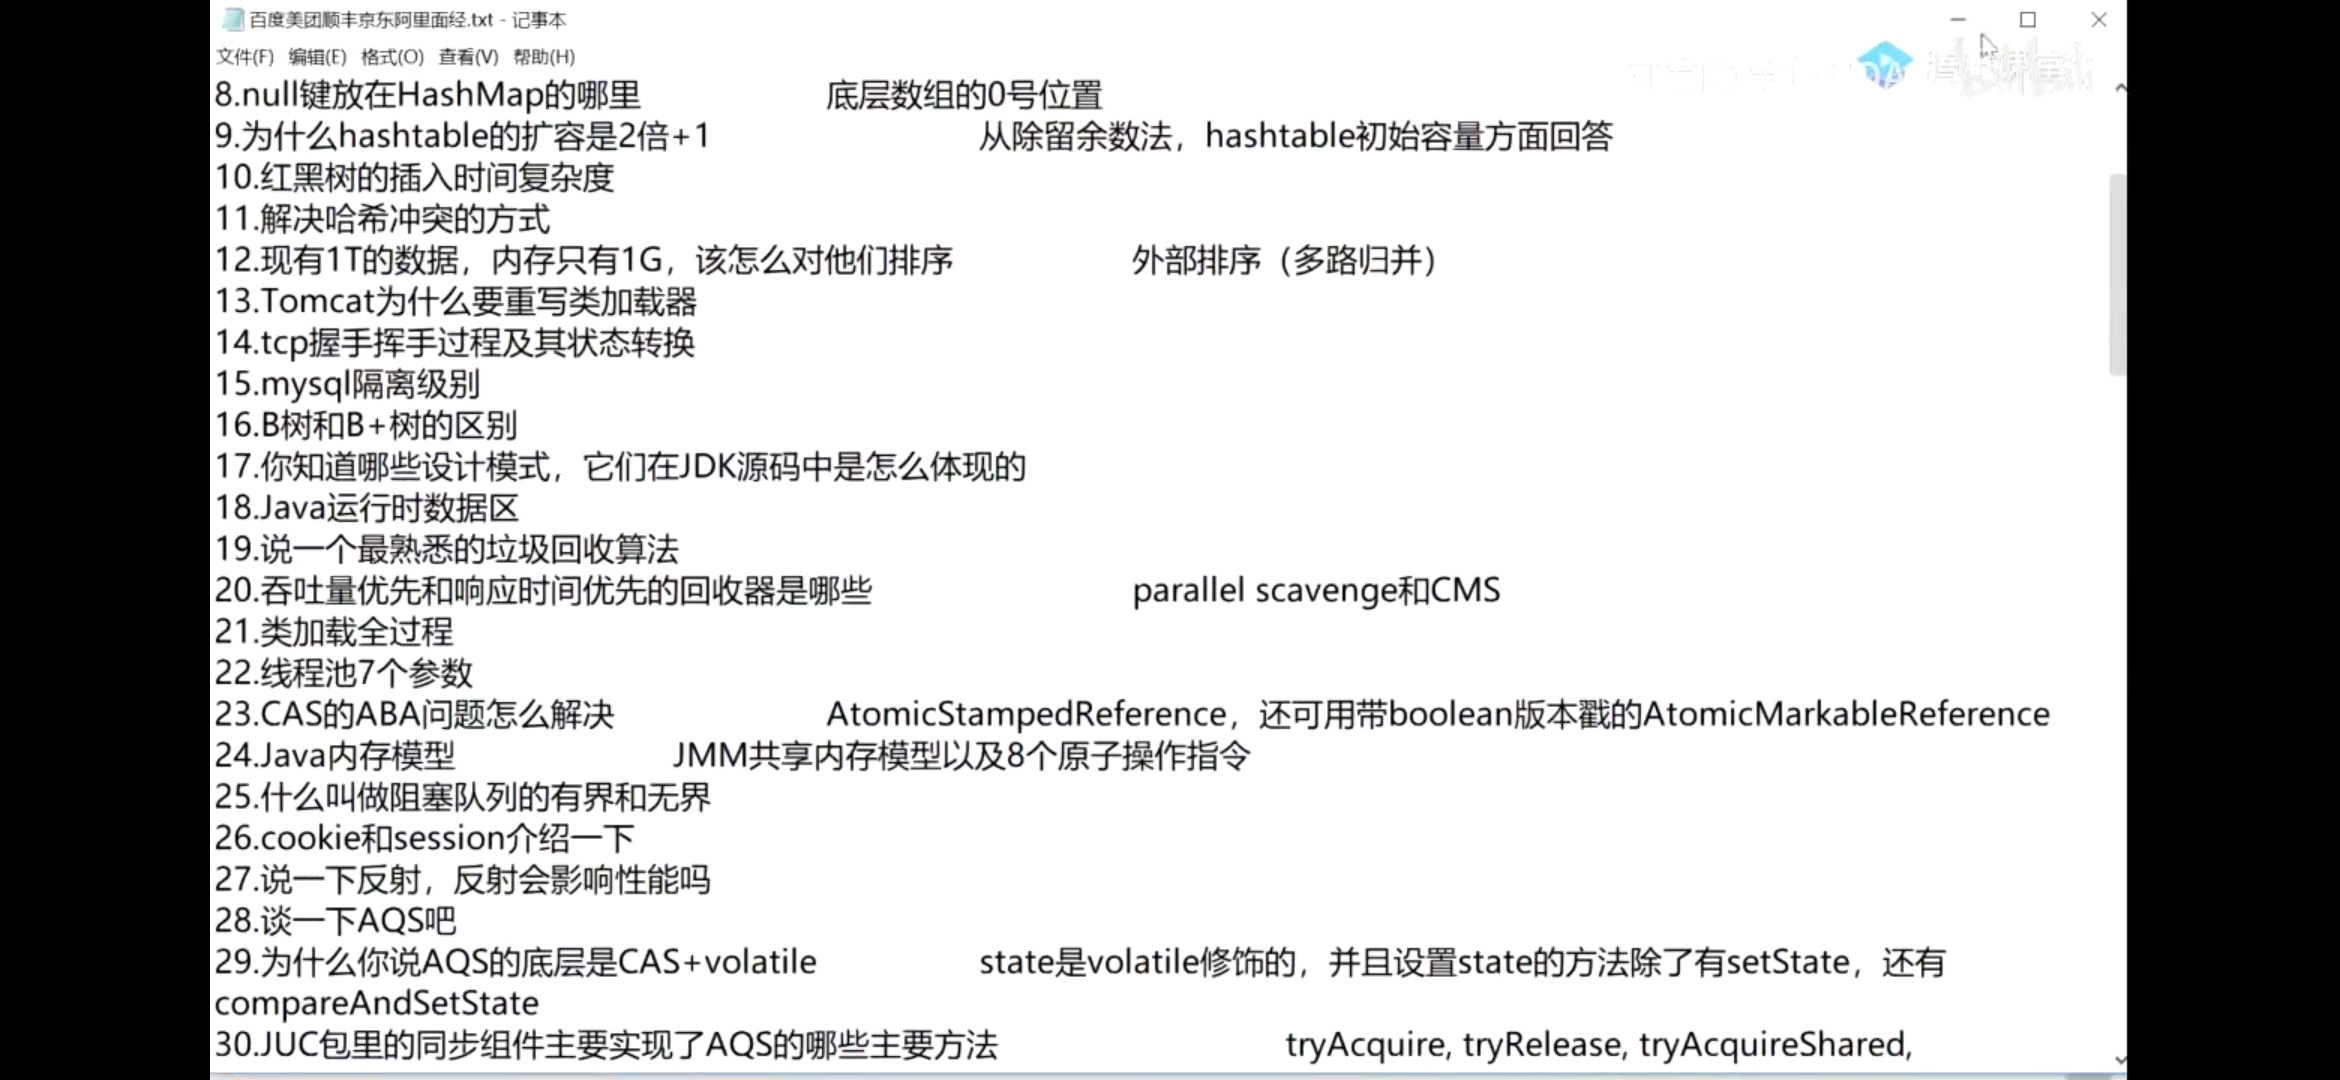 百度美团顺丰京东阿里面经.txt - 记事本
文件(F) 编辑(E) 格式(O) 查看(V) 帮助(H)
8.null键放在HashMap的哪里 底层数组的0号位置
9.为什么hashtable的扩容是2倍+1 从除留余数法，hashtable初始容量方面回答
10.红黑树的插入时间复杂度
11.解决哈希冲突的方式
12.现有1T的数据，内存只有1G，该怎么对他们排序 外部排序（多路归并）
13.Tomcat为什么要重写类加载器
14.tcp握手挥手过程及其状态转换
15.mysql隔离级别
16.B树和B+树的区别
17.你知道哪些设计模式，它们在JDK源码中是怎么体现的
18.Java运行时数据区
19.说一个最熟悉的垃圾回收算法
20.吞吐量优先和响应时间优先的回收器是哪些 parallel scavenge和CMS
21.类加载全过程
22.线程池7个参数
23.CAS的ABA问题怎么解决 AtomicStampedReference，还可用带boolean版本戳的AtomicMarkableReference
24.Java内存模型 JMM共享内存模型以及8个原子操作指令
25.什么叫做阻塞队列的有界和无界
26.cookie和session介绍一下
27.说一下反射，反射会影响性能吗
28.谈一下AQS吧
29.为什么你说AQS的底层是CAS+volatile state是volatile修饰的，并且设置state的方法除了有setState，还有
compareAndSetState
30.JUC包里的同步组件主要实现了AQS的哪些主要方法 tryAcquire, tryRelease, tryAcquireShared,